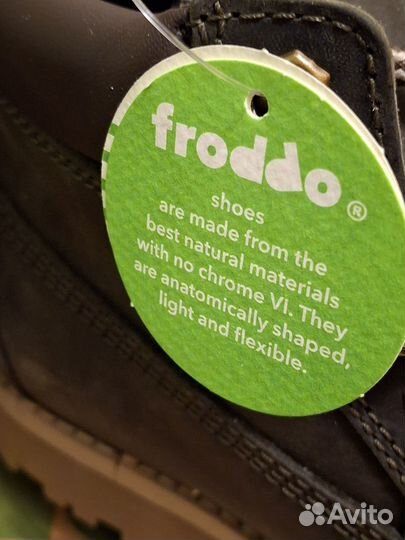 froddo®
shoes
are made from the
best natural materials
with no chrome VI. They
are anatomically shaped,
light and flexible.
Avito